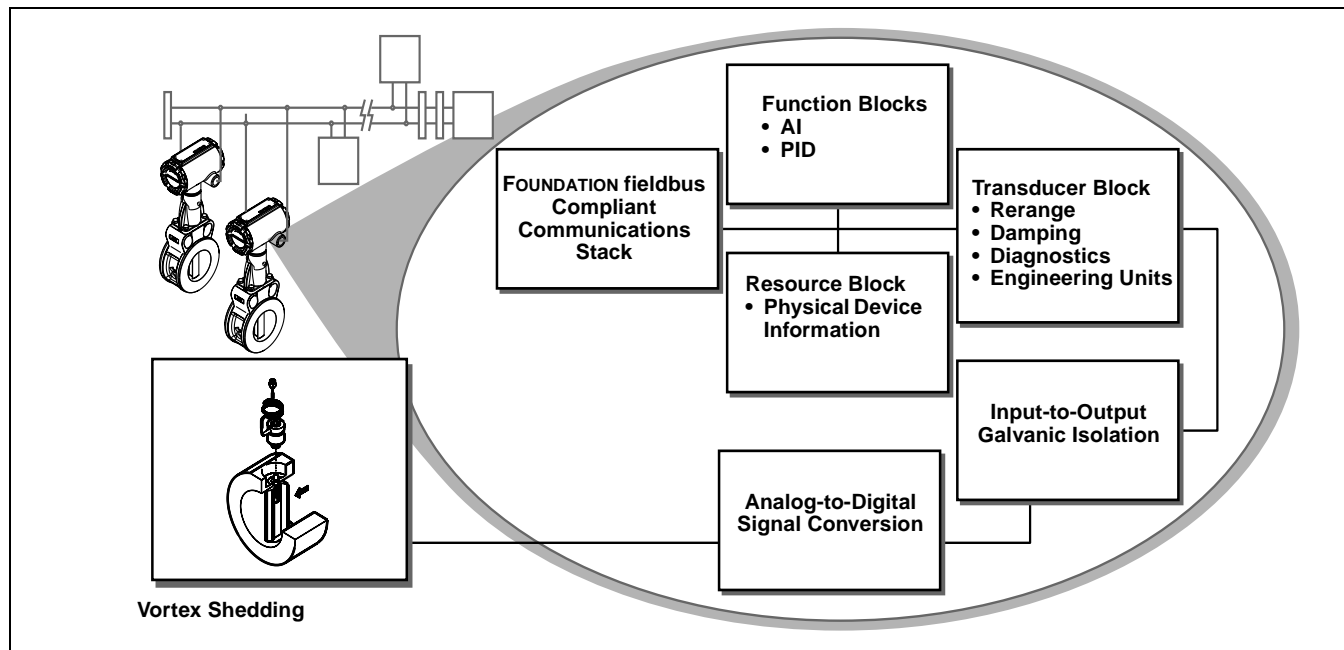 Function Blocks
• AI
• PID
FOUNDATION fieldbus
Compliant
Communications
Stack
Transducer Block
• Rerange
• Damping
• Diagnostics
• Engineering Units
Resource Block
• Physical Device
Information
Input-to-Output
Galvanic Isolation
Analog-to-Digital
Signal Conversion
Vortex Shedding